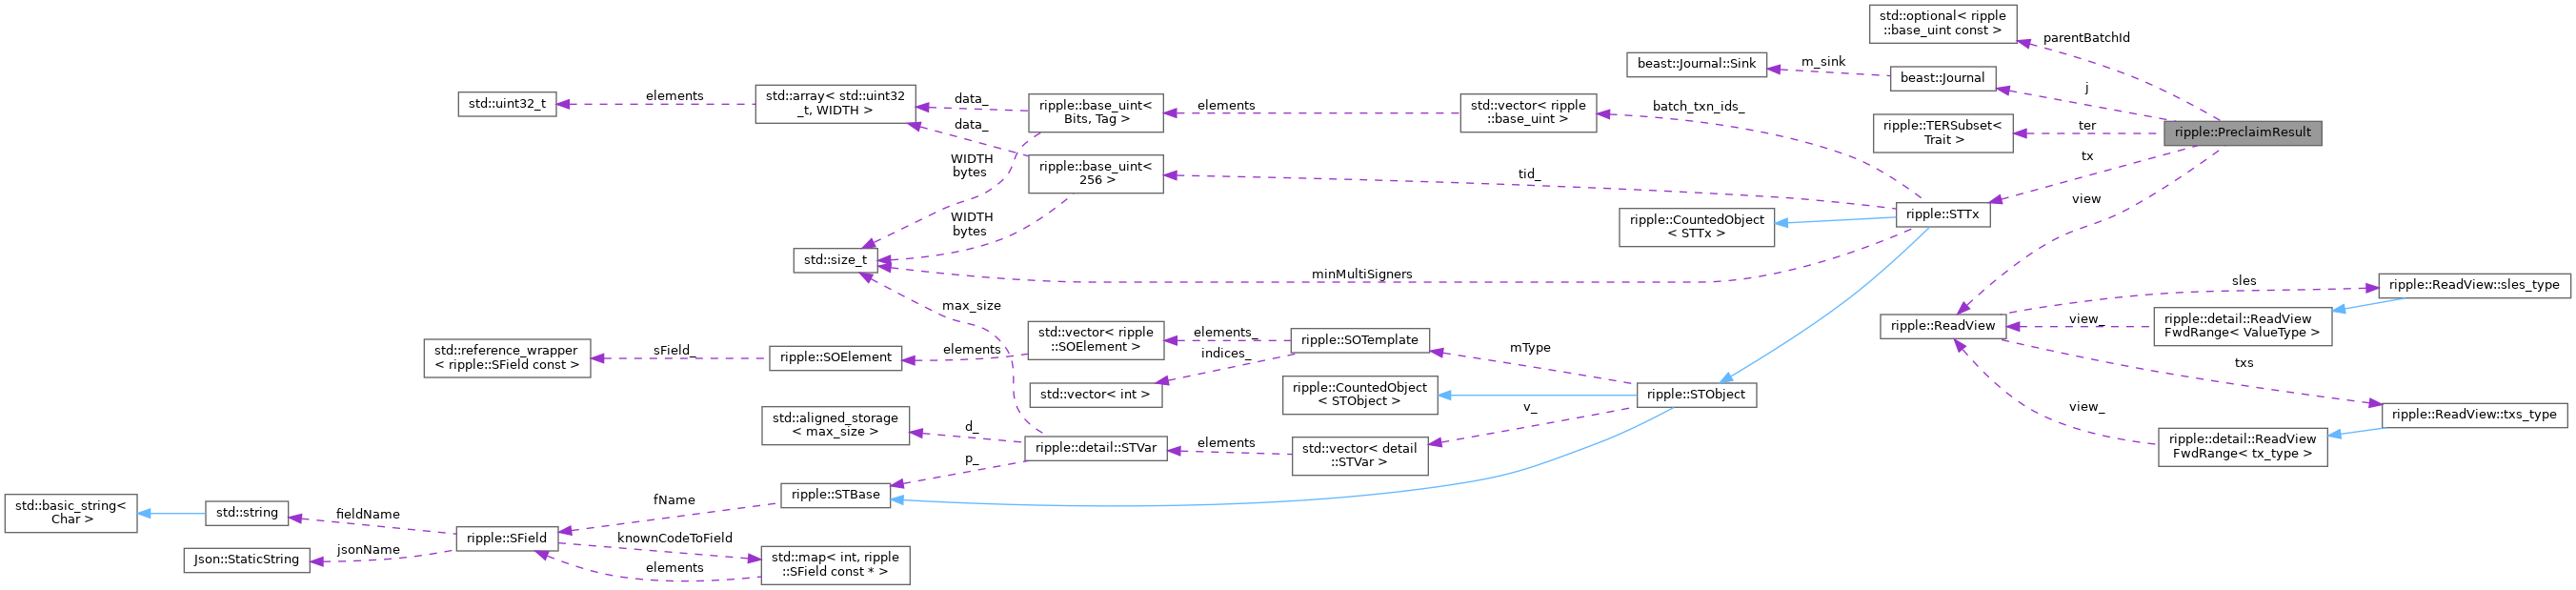 std::optional< ripple
::base_uint const >
parentBatchId
beast::Journal::Sink
m_sink
beast::Journal
j
std::uint32_t
elements
std::array< std::uint32
_t, WIDTH >
data_
data_
ripple::base_uint<
Bits, Tag >
elements
std::vector< ripple
::base_uint >
batch_txn_ids_
ripple::TERSubset<
Trait >
ter
ripple::PreclaimResult
WIDTH
bytes
ripple::base_uint<
256 >
tid_
tx
view
WIDTH
bytes
ripple::CountedObject
< STTx >
ripple::STTx
std::size_t
minMultiSigners
sles
ripple::ReadView::sles_type
max_size
ripple::ReadView
view_
ripple::detail::ReadView
FwdRange< ValueType >
std::reference_wrapper
< ripple::SField const >
sField_
ripple::SOElement
elements
std::vector< ripple
::SOElement >
elements_
indices_
ripple::SOTemplate
mType
txs
std::vector< int >
ripple::CountedObject
< STObject >
ripple::STObject
view_
ripple::ReadView::txs_type
std::aligned_storage
< max_size >
d_
p_
ripple::detail::STVar
elements
std::vector< detail
::STVar >
v_
ripple::detail::ReadView
FwdRange< tx_type >
ripple::STBase
fName
std::basic_string<
Char >
std::string
fieldName
ripple::SField
knownCodeToField
Json::StaticString
jsonName
elements
std::map< int, ripple
::SField const * >